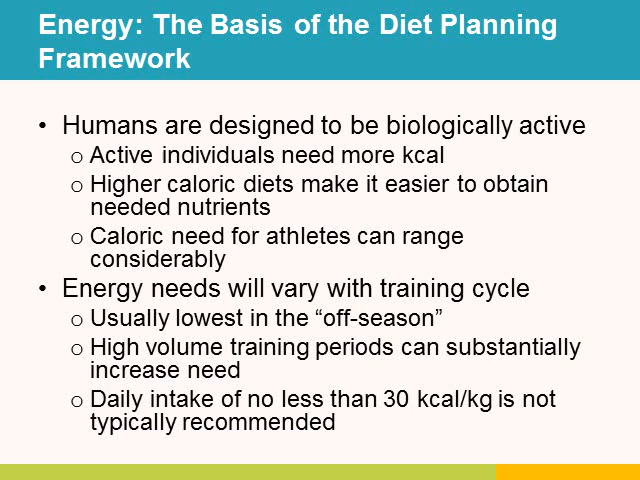 Energy: The Basis of the Diet Planning
Framework
• Humans are designed to be biologically active
o Active individuals need more kcal
o Higher caloric diets make it easier to obtain
needed nutrients
o Caloric need for athletes can range
considerably
• Energy needs will vary with training cycle
o Usually lowest in the “off-season”
o High volume training periods can substantially
increase need
o Daily intake of no less than 30 kcal/kg is not
typically recommended